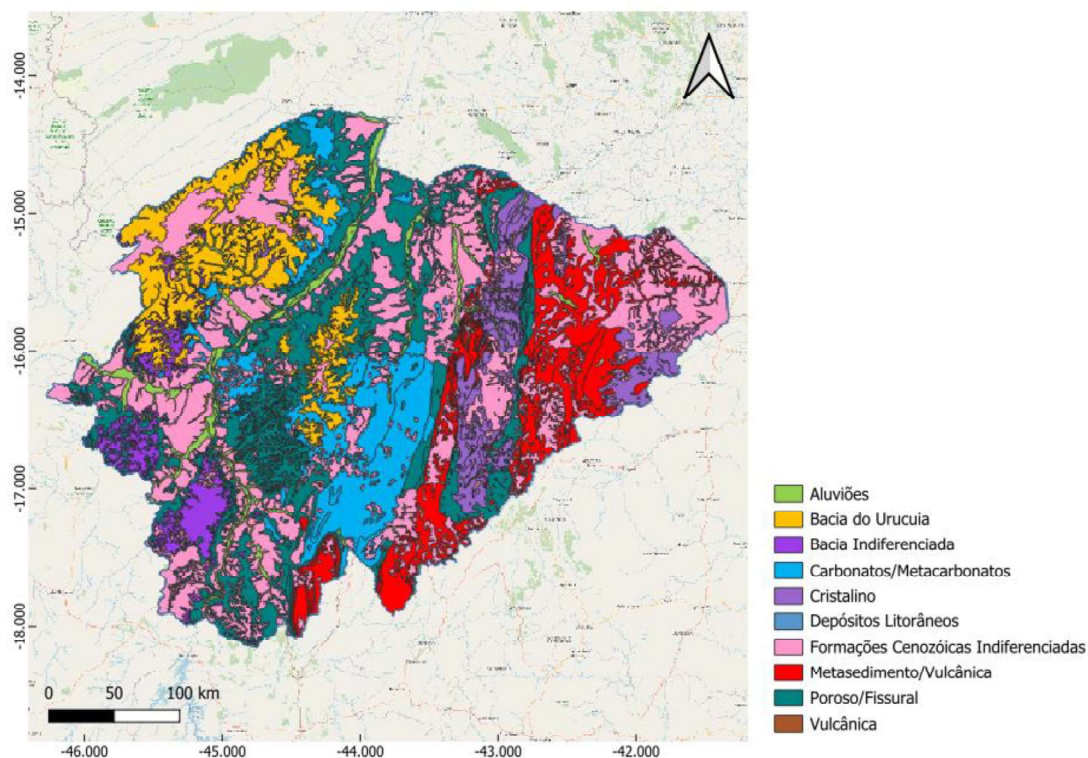 -14.000
-15.000
-16.000
-17.000
-18.000
0 50 100 km
-46.000 -45.000 -44.000 -43.000 -42.000
Aluviões
Bacia do Urucuia
Bacia Indiferenciada
Carbonatos/Metacarbonatos
Cristalino
Depósitos Litorâneos
Formações Cenozóicas Indiferenciadas
Metasedimento/Vulcânica
Poroso/Fissural
Vulcânica